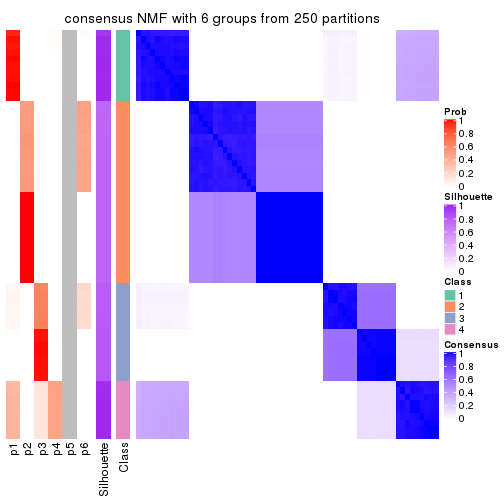 consensus NMF with 6 groups from 250 partitions
Prob
1
0.8
0.6
0.4
0.2
0
Silhouette
1
0.8
0.6
0.4
0.2
0
Class
1
2
3
4
Consensus
1
0.8
0.6
0.4
0.2
0
p1
p2
p3
p4
p5
p6
Silhouette
Class